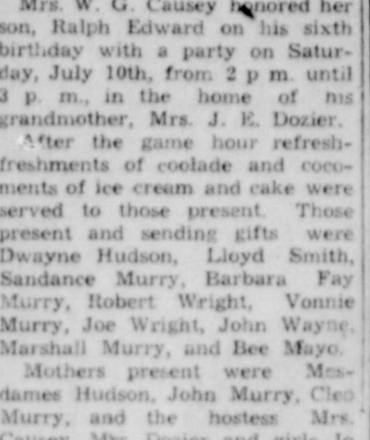 Mrs. W. G. Causey honored her
son, Ralph Edward on his sixth
birthday with a party on Satur-
day, July 10th, from 2 p m. until
3 p. m., in the home of his
grandmother, Mrs. J. E. Dozier.
After the game hour refresh-
freshments of coolade and coco-
ments of ice cream and cake were
served to those present. Those
present and sending gifts were
Dwayne Hudson, Lloyd Smith,
Sandance Murry, Barbara Fay
Murry, Robert Wright, Vonnie
Murry, Joe Wright, John Wayne,
Marshall Murry, and Bee Mayo.
Mothers present were Mes-
dames Hudson, John Murry, Cleo
Murry, and the hostess Mrs.